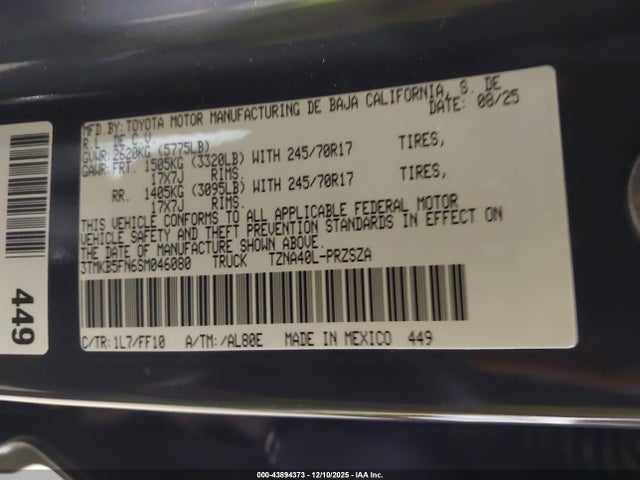 MFD.BY:TOYOTA MOTOR MANUFACTURING DE BAJA CALIFORNIA, S. DE
R.L. DE C.V. DATE: 08/25
GVWR:2620KG (5775LB)
GAWR:FRT. 1505KG (3320LB) WITH 245/70R17 TIRES,
17X7J RIMS.
RR. 1405KG (3095LB) WITH 245/70R17 TIRES,
17X7J RIMS.
THIS VEHICLE CONFORMS TO ALL APPLICABLE FEDERAL MOTOR
VEHICLE SAFETY AND THEFT PREVENTION STANDARDS IN EFFECT ON
THE DATE OF MANUFACTURE SHOWN ABOVE.
3TMKB5FN6SM046080 TRUCK TZNA40L-PRZSZA
C/TR: 1L7/FF10 A/TM: /AL80E MADE IN MEXICO 449
449
000-43894373 - 12/10/2025 - IAA Inc.